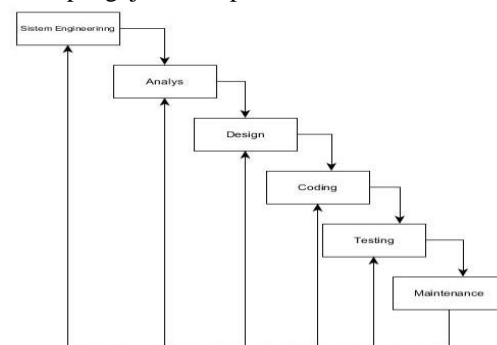 Sistem Engineerinng
Analys
Design
Coding
Testing
Maintenance